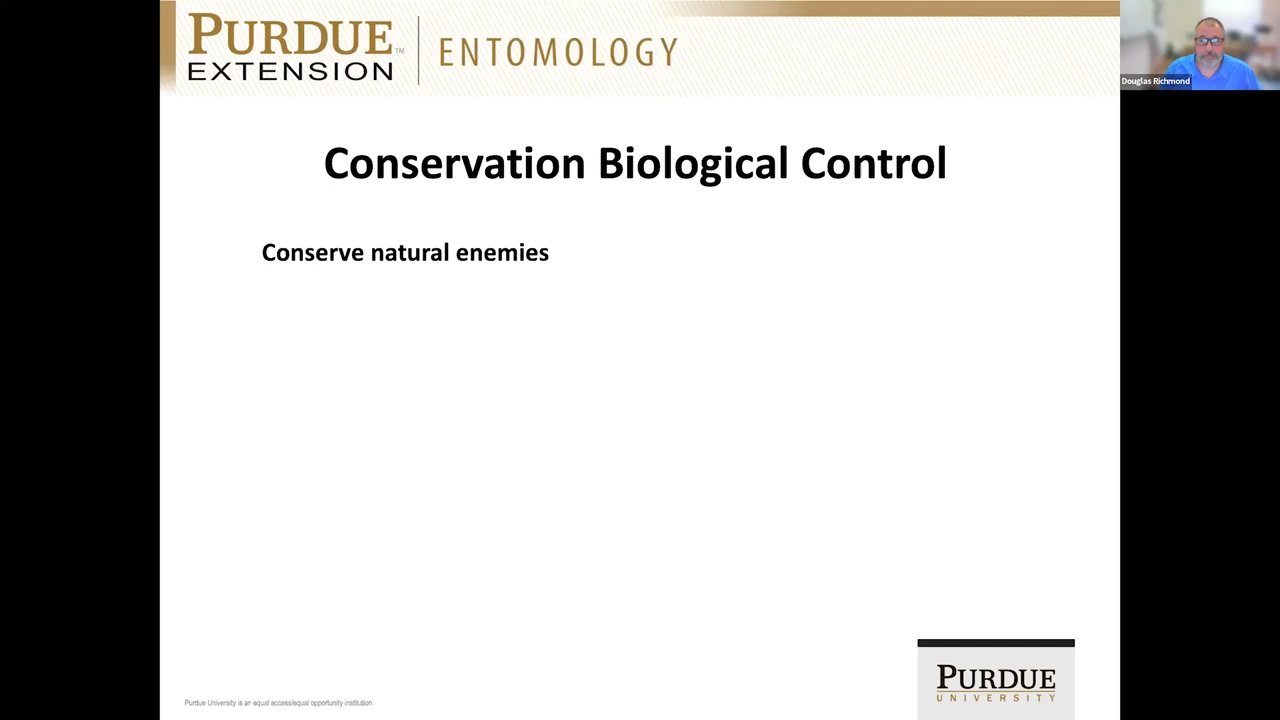 PURDUE™
EXTENSION
ENTOMOLOGY
Douglas Richmond
Conservation Biological Control
Conserve natural enemies
PURDUE
UNIVERSITY
Purdue University is an equal access/equal opportunity institution.